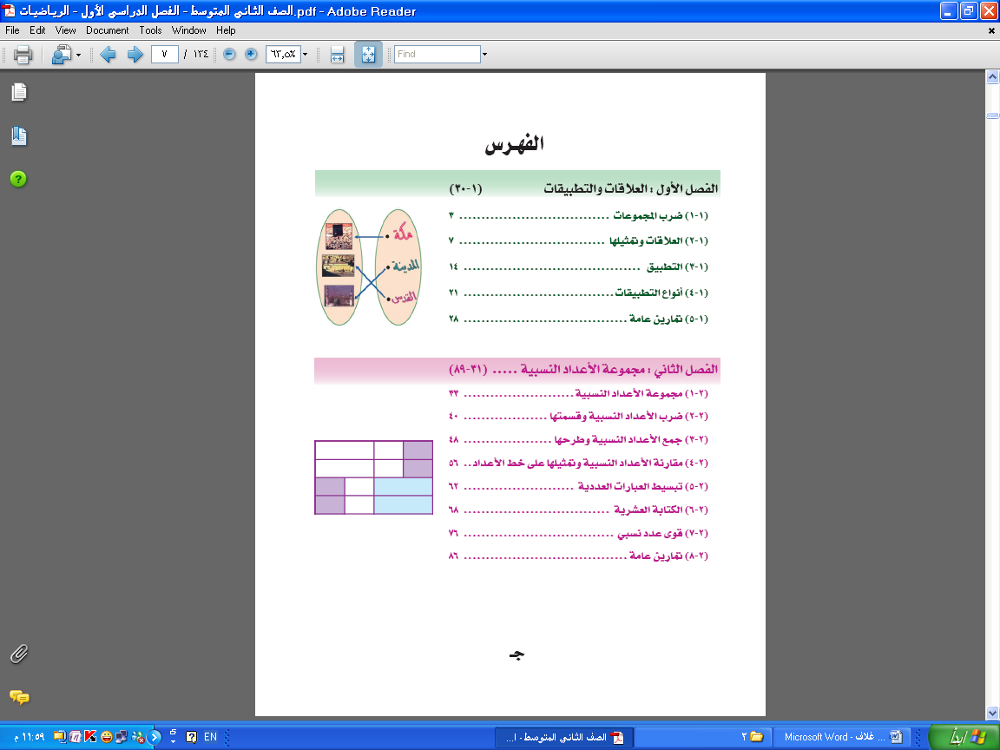 الصف الثاني المتوسط - الفصل الدراسي الأول - الرياضيات.pdf - Adobe Reader
File Edit View Document Tools Window Help
٧ / ١٣٤ ٦٣,٥% Find
الفهرس
الفصل الأول : العلاقات والتطبيقات (١-٣٠)
(١-١) ضرب المجموعات ................................. ٣
(٢-١) العلاقات وتمثيلها ................................ ٧
(٣-١) التطبيق ....................................... ١٤
(٤-١) أنواع التطبيقات................................. ٢١
(٥-١) تمارين عامة .................................... ٢٨
مكة
المدينة
القدس
الفصل الثاني : مجموعة الأعداد النسبية ..... (٣١-٨٩)
(١-٢) مجموعة الأعداد النسبية ........................ ٣٣
(٢-٢) ضرب الأعداد النسبية وقسمتها .................. ٤٠
(٣-٢) جمع الأعداد النسبية وطرحها ................... ٤٨
(٤-٢) مقارنة الأعداد النسبية وتمثيلها على خط الأعداد.. ٥٦
(٥-٢) تبسيط العبارات العددية ........................ ٦٢
(٦-٢) الكتابة العشرية ................................ ٦٨
(٧-٢) قوى عدد نسبي ................................. ٧٦
(٨-٢) تمارين عامة .................................... ٨٦
جـ
ابدأ
غلاف - Microsoft Word ...
٢
الصف الثاني المتوسط- ا...
EN
١١:٥٩ م